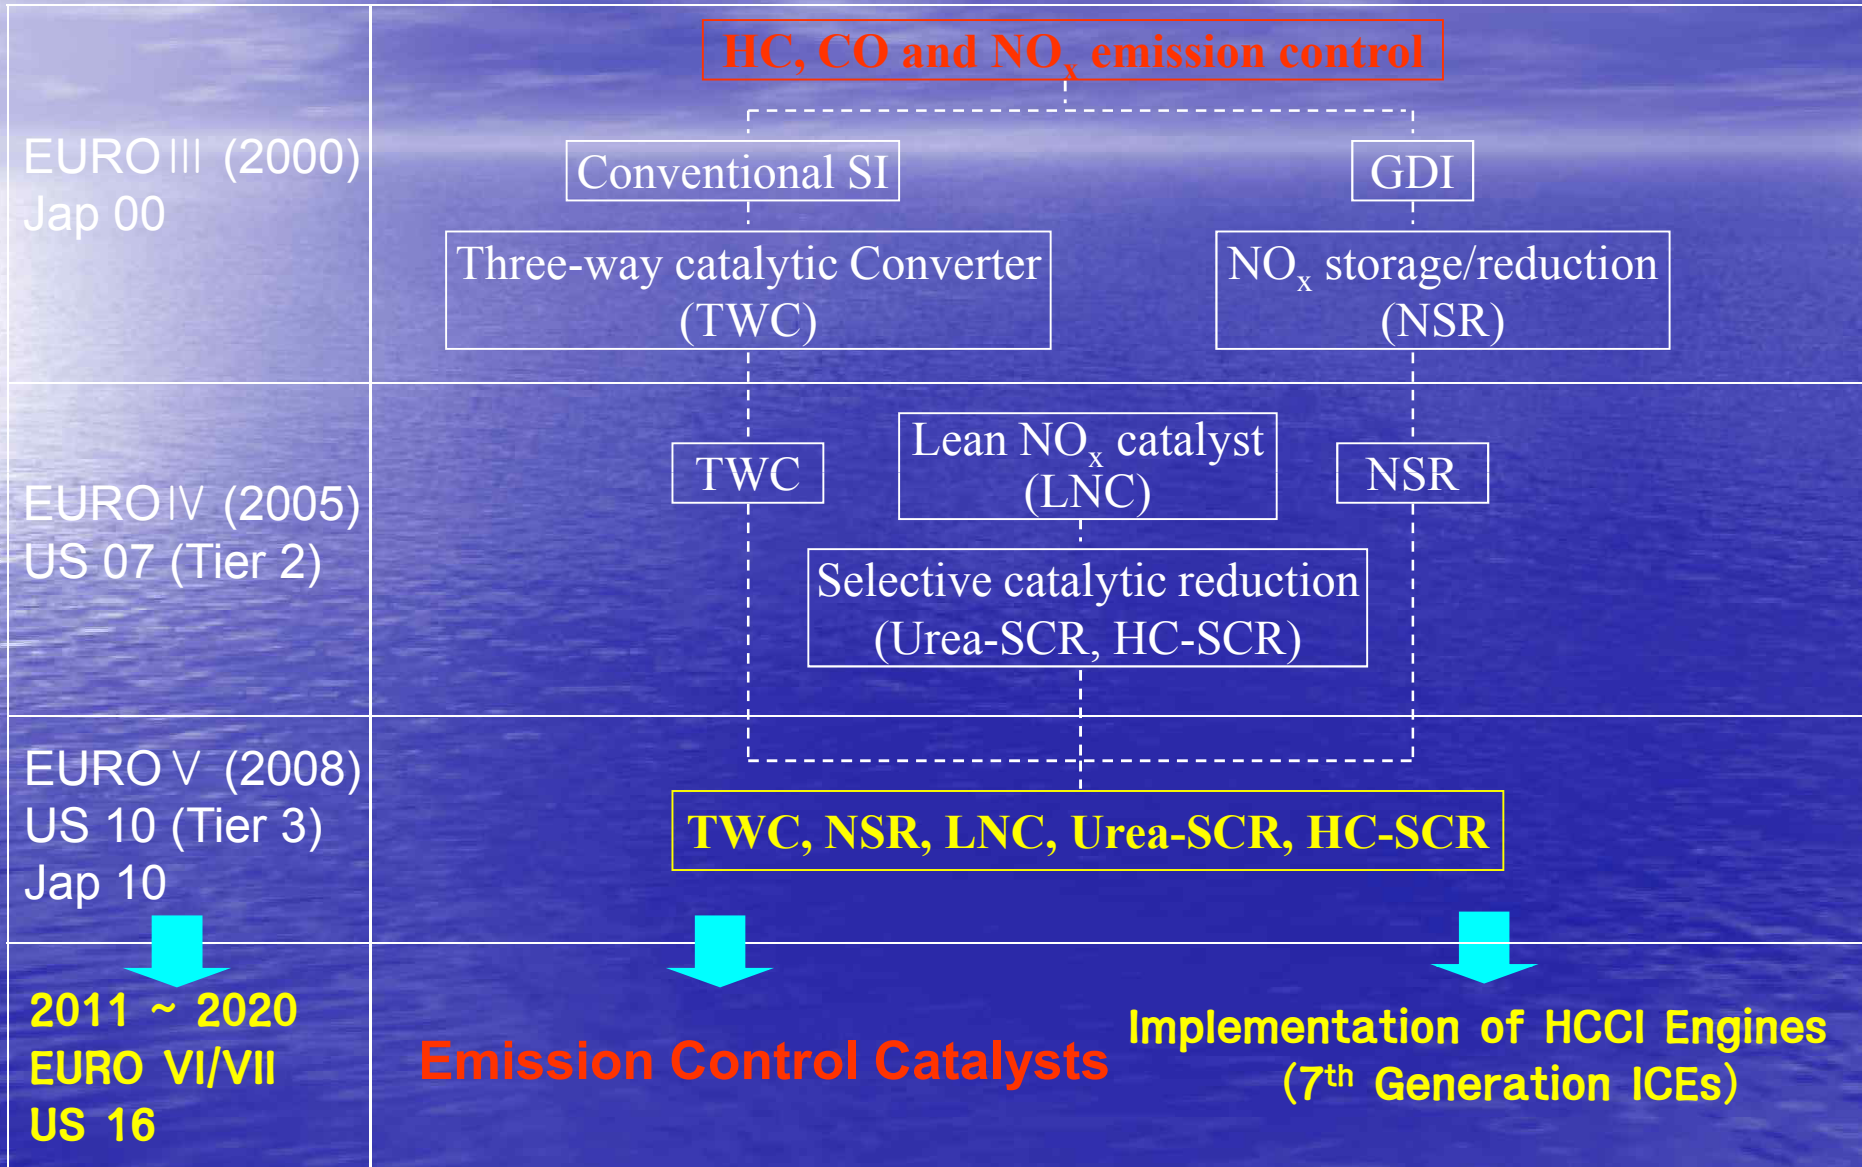 HC, CO and NOx emission control
EURO III (2000)
Jap 00
Conventional SI
GDI
Three-way catalytic Converter
(TWC)
NOx storage/reduction
(NSR)
EURO IV (2005)
US 07 (Tier 2)
TWC
Lean NOx catalyst
(LNC)
NSR
Selective catalytic reduction
(Urea-SCR, HC-SCR)
EURO V (2008)
US 10 (Tier 3)
Jap 10
TWC, NSR, LNC, Urea-SCR, HC-SCR
2011 ~ 2020
EURO VI/VII
US 16
Emission Control Catalysts
Implementation of HCCI Engines
(7th Generation ICEs)